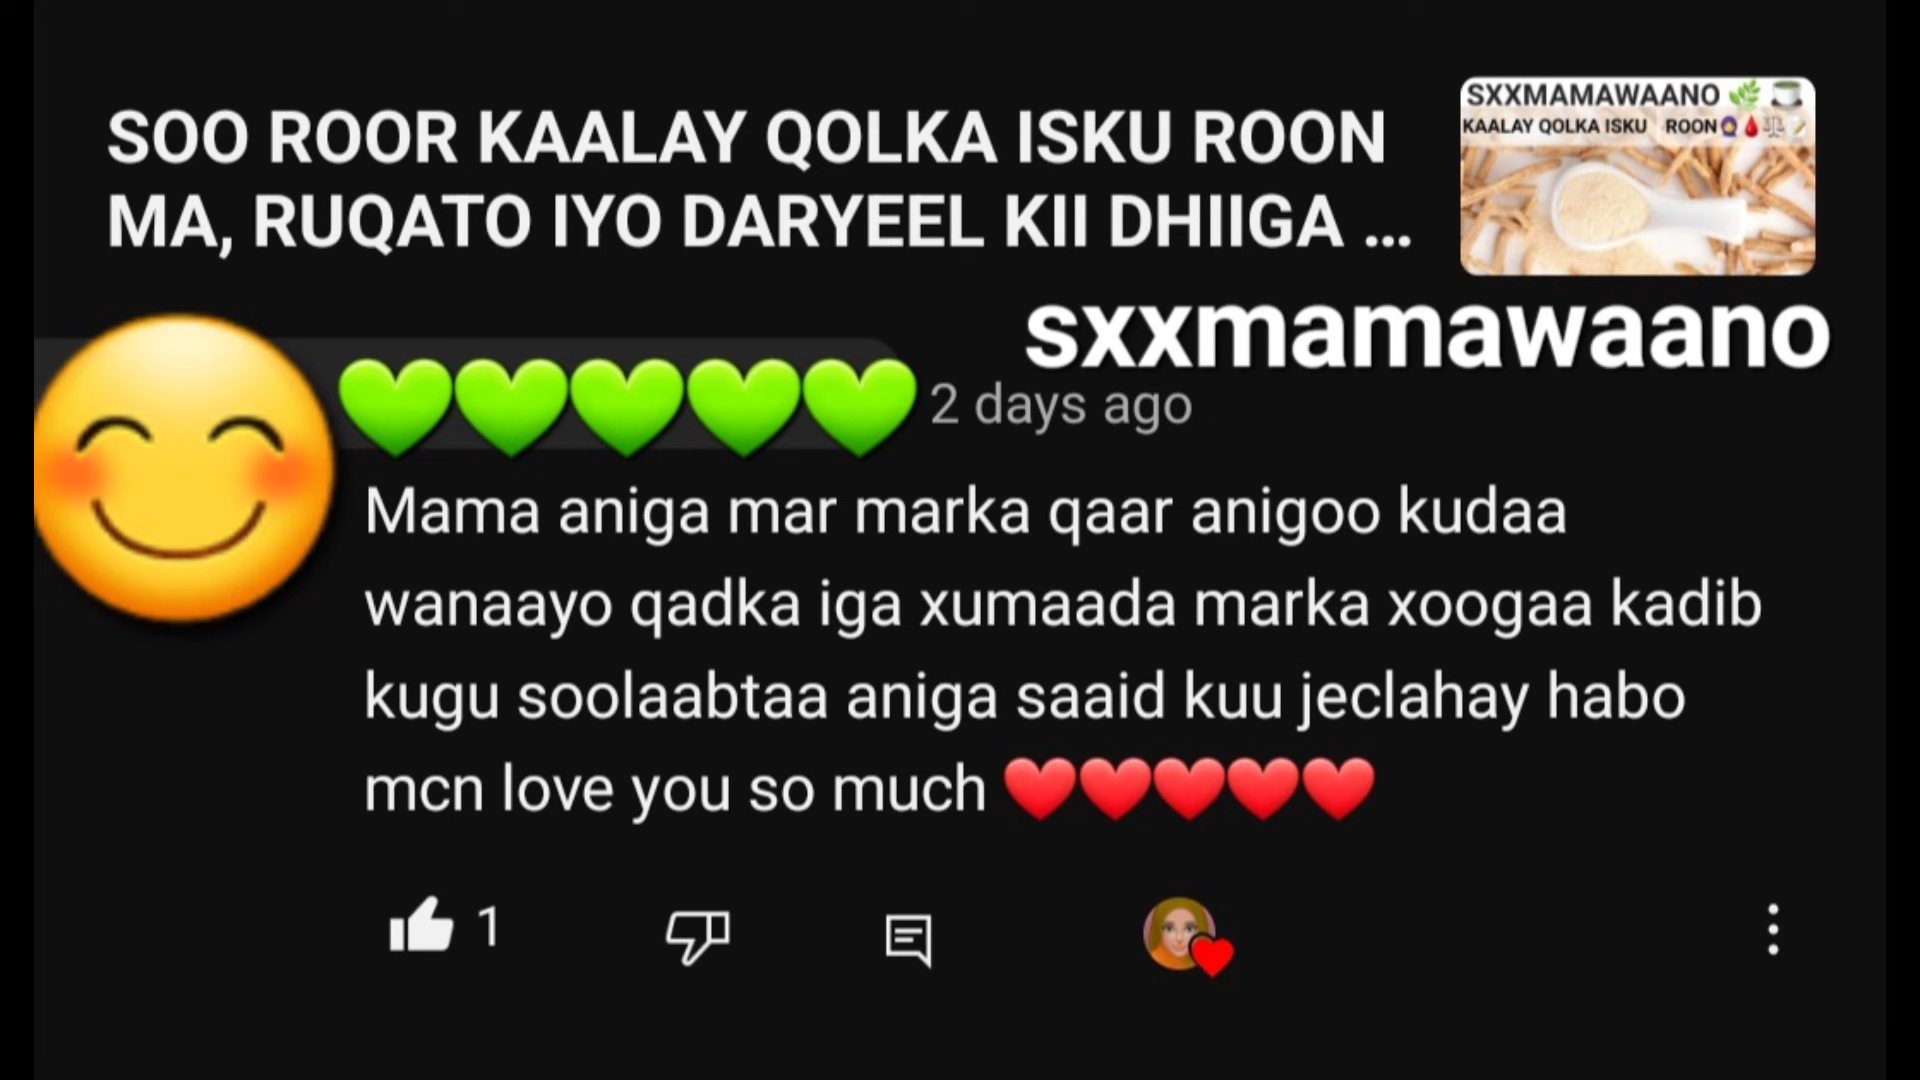 SOO ROOR KAALAY QOLKA ISKU ROON
MA, RUQATO IYO DARYEEL KII DHIIGA ...
SXXMAMAWAANO
KAALAY QOLKA ISKU ROON
sxxmamawaano
2 days ago
Mama aniga mar marka qaar anigoo kudaa
wanaayo qadka iga xumaada marka xoogaa kadib
kugu soolaabtaa aniga saaid kuu jeclahay habo
mcn love you so much ❤️❤️❤️❤️❤️
1